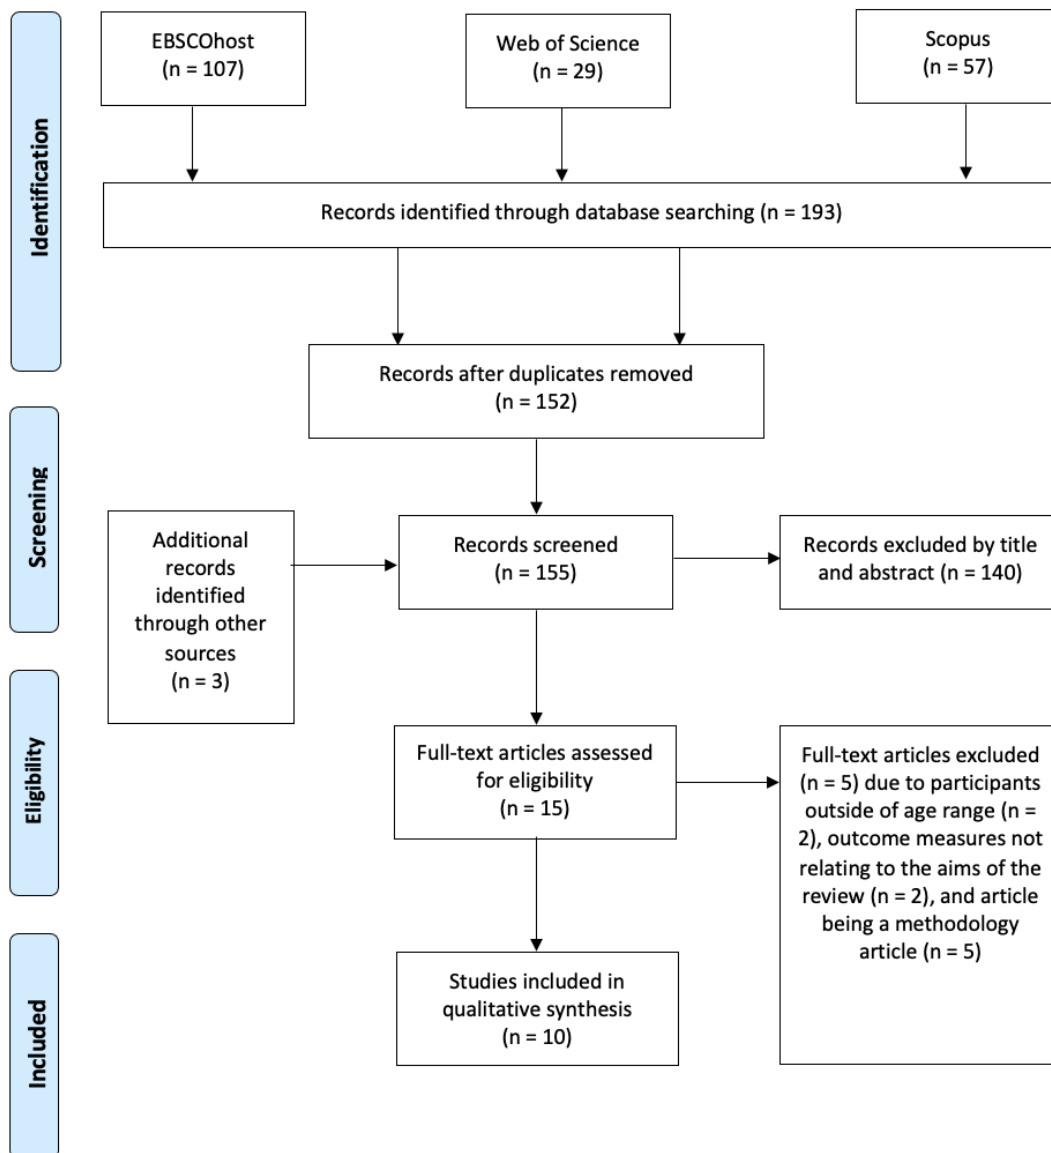 Identification
EBSCOhost
(n = 107)
Web of Science
(n = 29)
Scopus
(n = 57)
Records identified through database searching (n = 193)
Records after duplicates removed
(n = 152)
Screening
Additional
records
identified
through other
sources
(n = 3)
Records screened
(n = 155)
Records excluded by title
and abstract (n = 140)
Eligibility
Full-text articles assessed
for eligibility
(n = 15)
Full-text articles excluded
(n = 5) due to participants
outside of age range (n =
2), outcome measures not
relating to the aims of the
review (n = 2), and article
being a methodology
article (n = 5)
Included
Studies included in
qualitative synthesis
(n = 10)